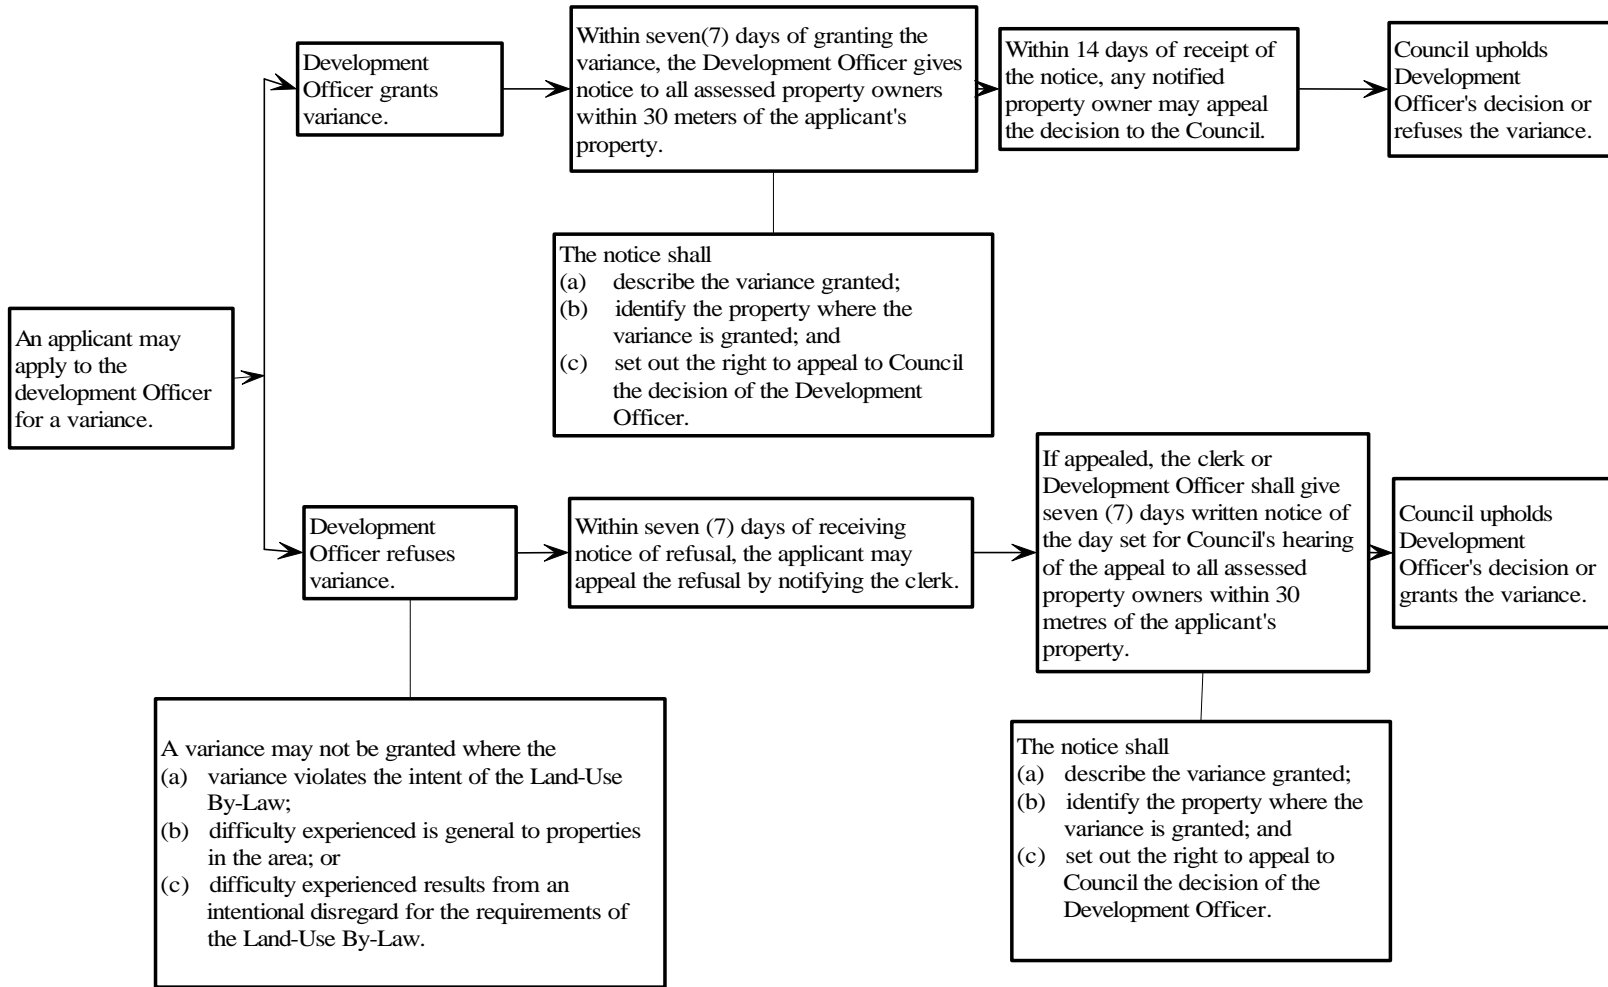 An applicant may
apply to the
development Officer
for a variance.
Development
Officer grants
variance.
Within seven(7) days of granting the
variance, the Development Officer gives
notice to all assessed property owners
within 30 meters of the applicant's
property.
Within 14 days of receipt of
the notice, any notified
property owner may appeal
the decision to the Council.
Council upholds
Development
Officer's decision or
refuses the variance.
The notice shall
(a) describe the variance granted;
(b) identify the property where the
variance is granted; and
(c) set out the right to appeal to Council
the decision of the Development
Officer.
Development
Officer refuses
variance.
Within seven (7) days of receiving
notice of refusal, the applicant may
appeal the refusal by notifying the clerk.
If appealed, the clerk or
Development Officer shall give
seven (7) days written notice of
the day set for Council's hearing
of the appeal to all assessed
property owners within 30
metres of the applicant's
property.
Council upholds
Development
Officer's decision or
grants the variance.
A variance may not be granted where the
(a) variance violates the intent of the Land-Use
By-Law;
(b) difficulty experienced is general to properties
in the area; or
(c) difficulty experienced results from an
intentional disregard for the requirements of
the Land-Use By-Law.
The notice shall
(a) describe the variance granted;
(b) identify the property where the
variance is granted; and
(c) set out the right to appeal to
Council the decision of the
Development Officer.